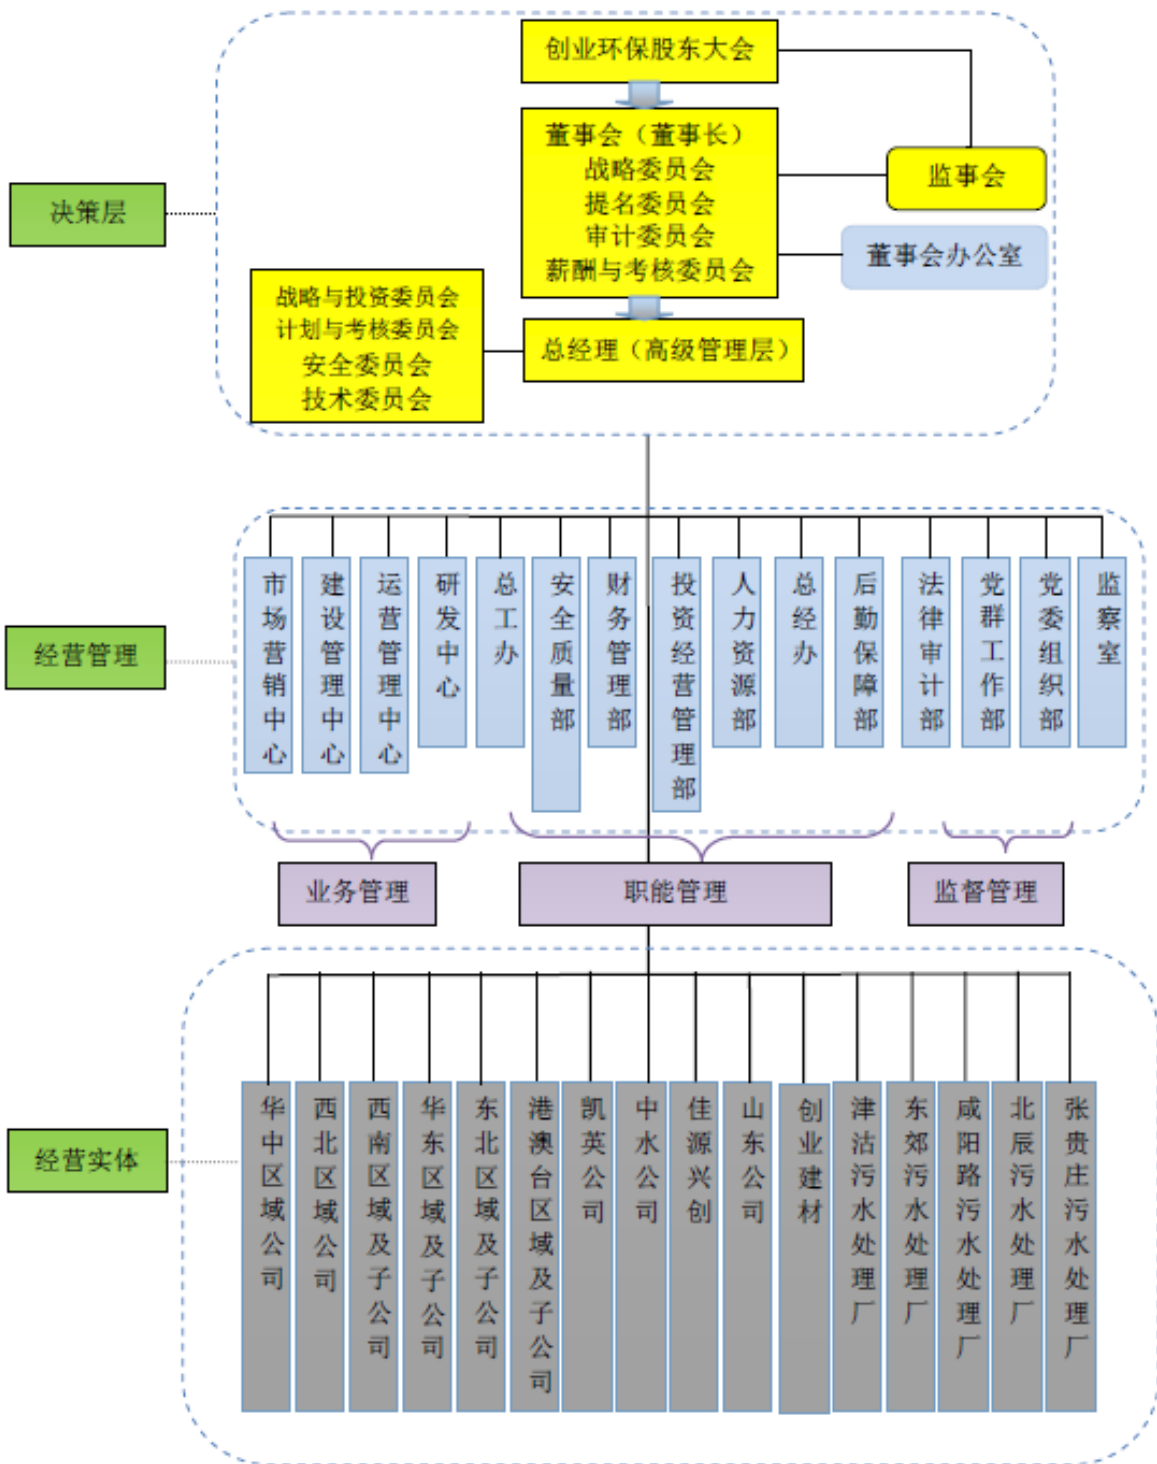 创业环保股东大会
董事会（董事长）
战略委员会
提名委员会
审计委员会
薪酬与考核委员会
监事会
董事会办公室
决策层
战略与投资委员会
计划与考核委员会
安全委员会
技术委员会
总经理（高级管理层）
经营管理
市场营销中心
建设管理中心
运营管理中心
研发中心
总工办
安全质量部
财务管理部
投资经营管理部
人力资源部
总经办
后勤保障部
法律审计部
党群工作部
党委组织部
监察室
业务管理
职能管理
监督管理
经营实体
华中区域公司
西北区域公司
西南区域及子公司
华东区域及子公司
东北区域及子公司
港澳台区域及子公司
凯英公司
中水公司
佳源兴创
山东公司
创业建材
津沽污水处理厂
东郊污水处理厂
咸阳路污水处理厂
北辰污水处理厂
张贵庄污水处理厂